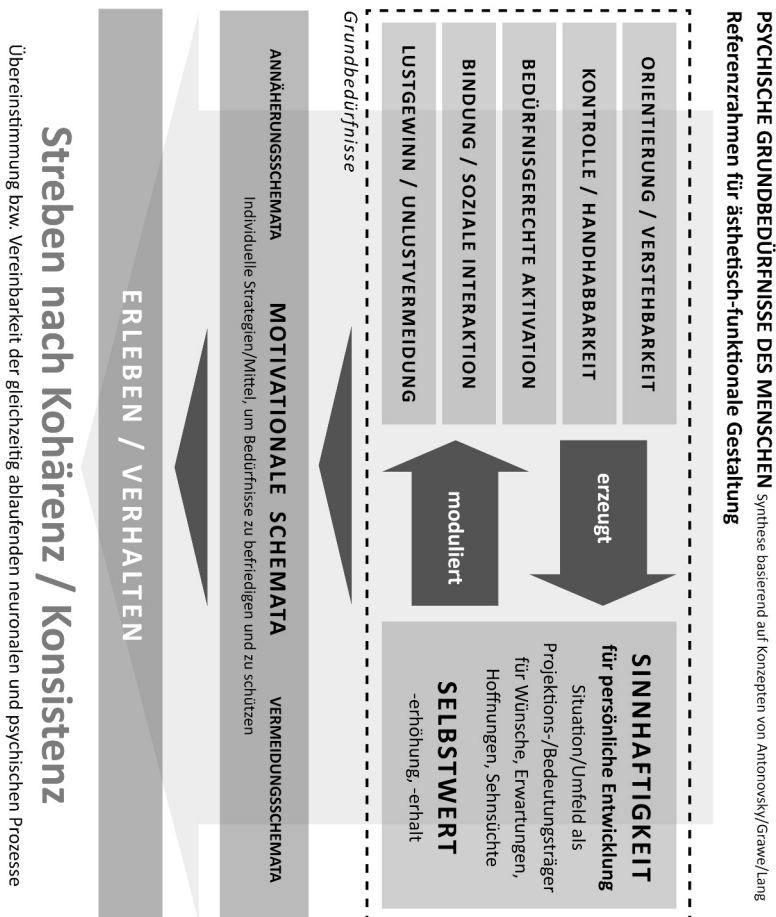 PSYCHISCHE GRUNDBEDÜRFNISSE DES MENSCHEN Synthese basierend auf Konzepten von Antonovsky/Grawe/Lang
Referenzrahmen für ästhetisch-funktionale Gestaltung
ORIENTIERUNG / VERSTEHBARKEIT
KONTROLLE / HANDHABBARKEIT
BEDÜRFNISGERECHTE AKTIVATION
BINDUNG / SOZIALE INTERAKTION
LUSTGEWINN / UNLUSTVERMEIDUNG
erzeugt
moduliert
SINNHAFTIGKEIT
für persönliche Entwicklung
Situation/Umfeld als
Projektions-/Bedeutungsträger
für Wünsche, Erwartungen,
Hoffnungen, Sehnsüchte
SELBSTWERT
-erhöhung, -erhalt
Grundbedürfnisse
ANNÄHERUNGSSCHEMATA MOTIVATIONALE SCHEMATA VERMEIDUNGSSCHEMATA
Individuelle Strategien/Mittel, um Bedürfnisse zu befriedigen und zu schützen
ERLEBEN / VERHALTEN
Streben nach Kohärenz / Konsistenz
Übereinstimmung bzw. Vereinbarkeit der gleichzeitig ablaufenden neuronalen und psychischen Prozesse